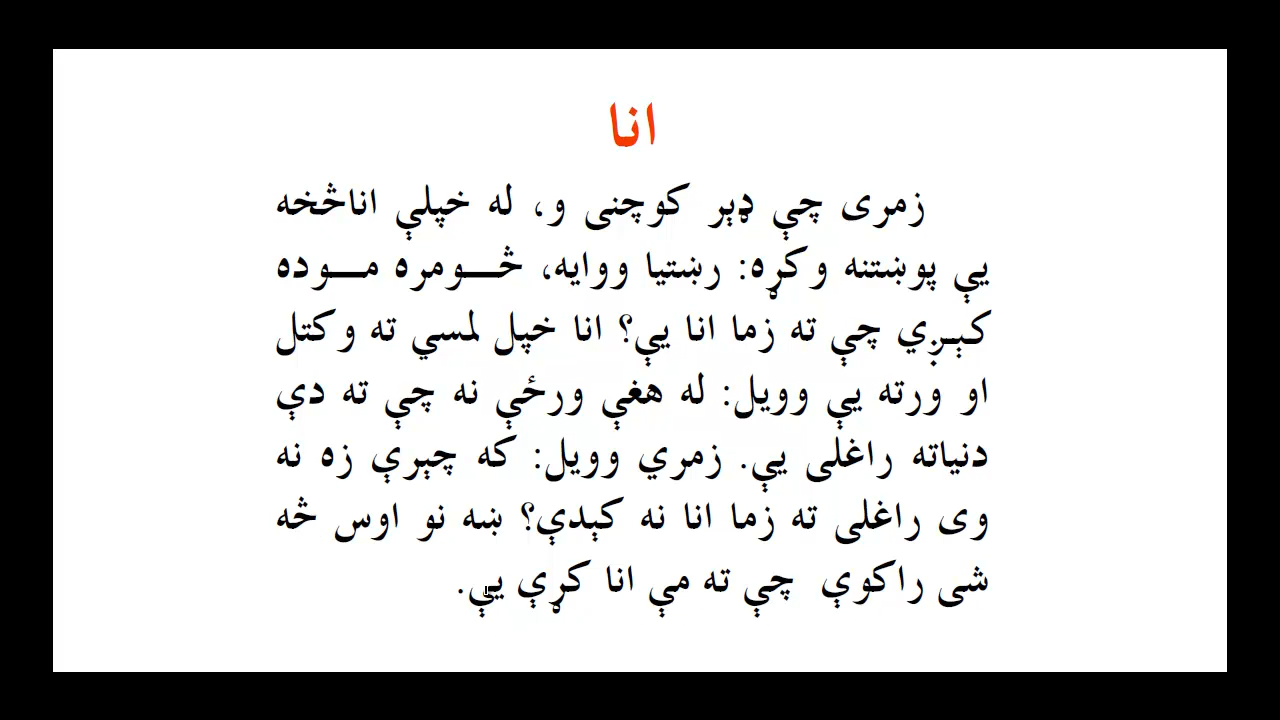 انا
زمری چې ډېر کوچنی و، له خپلې اناڅخه
يې پوښتنه وکړه: رښتيا ووايه، څـــومره مـــوده
کېـږي چې ته زما انا يې؟ انا خپل لمسي ته وکتل
او ورته يې وويل: له هغې ورځې نه چې ته دې
دنياته راغلی يې. زمري وويل: که چېرې زه نه
وی راغلی ته زما انا نه کېدې؟ ښه نو اوس څه
شی راکوې چې ته مې انا کړې يې.